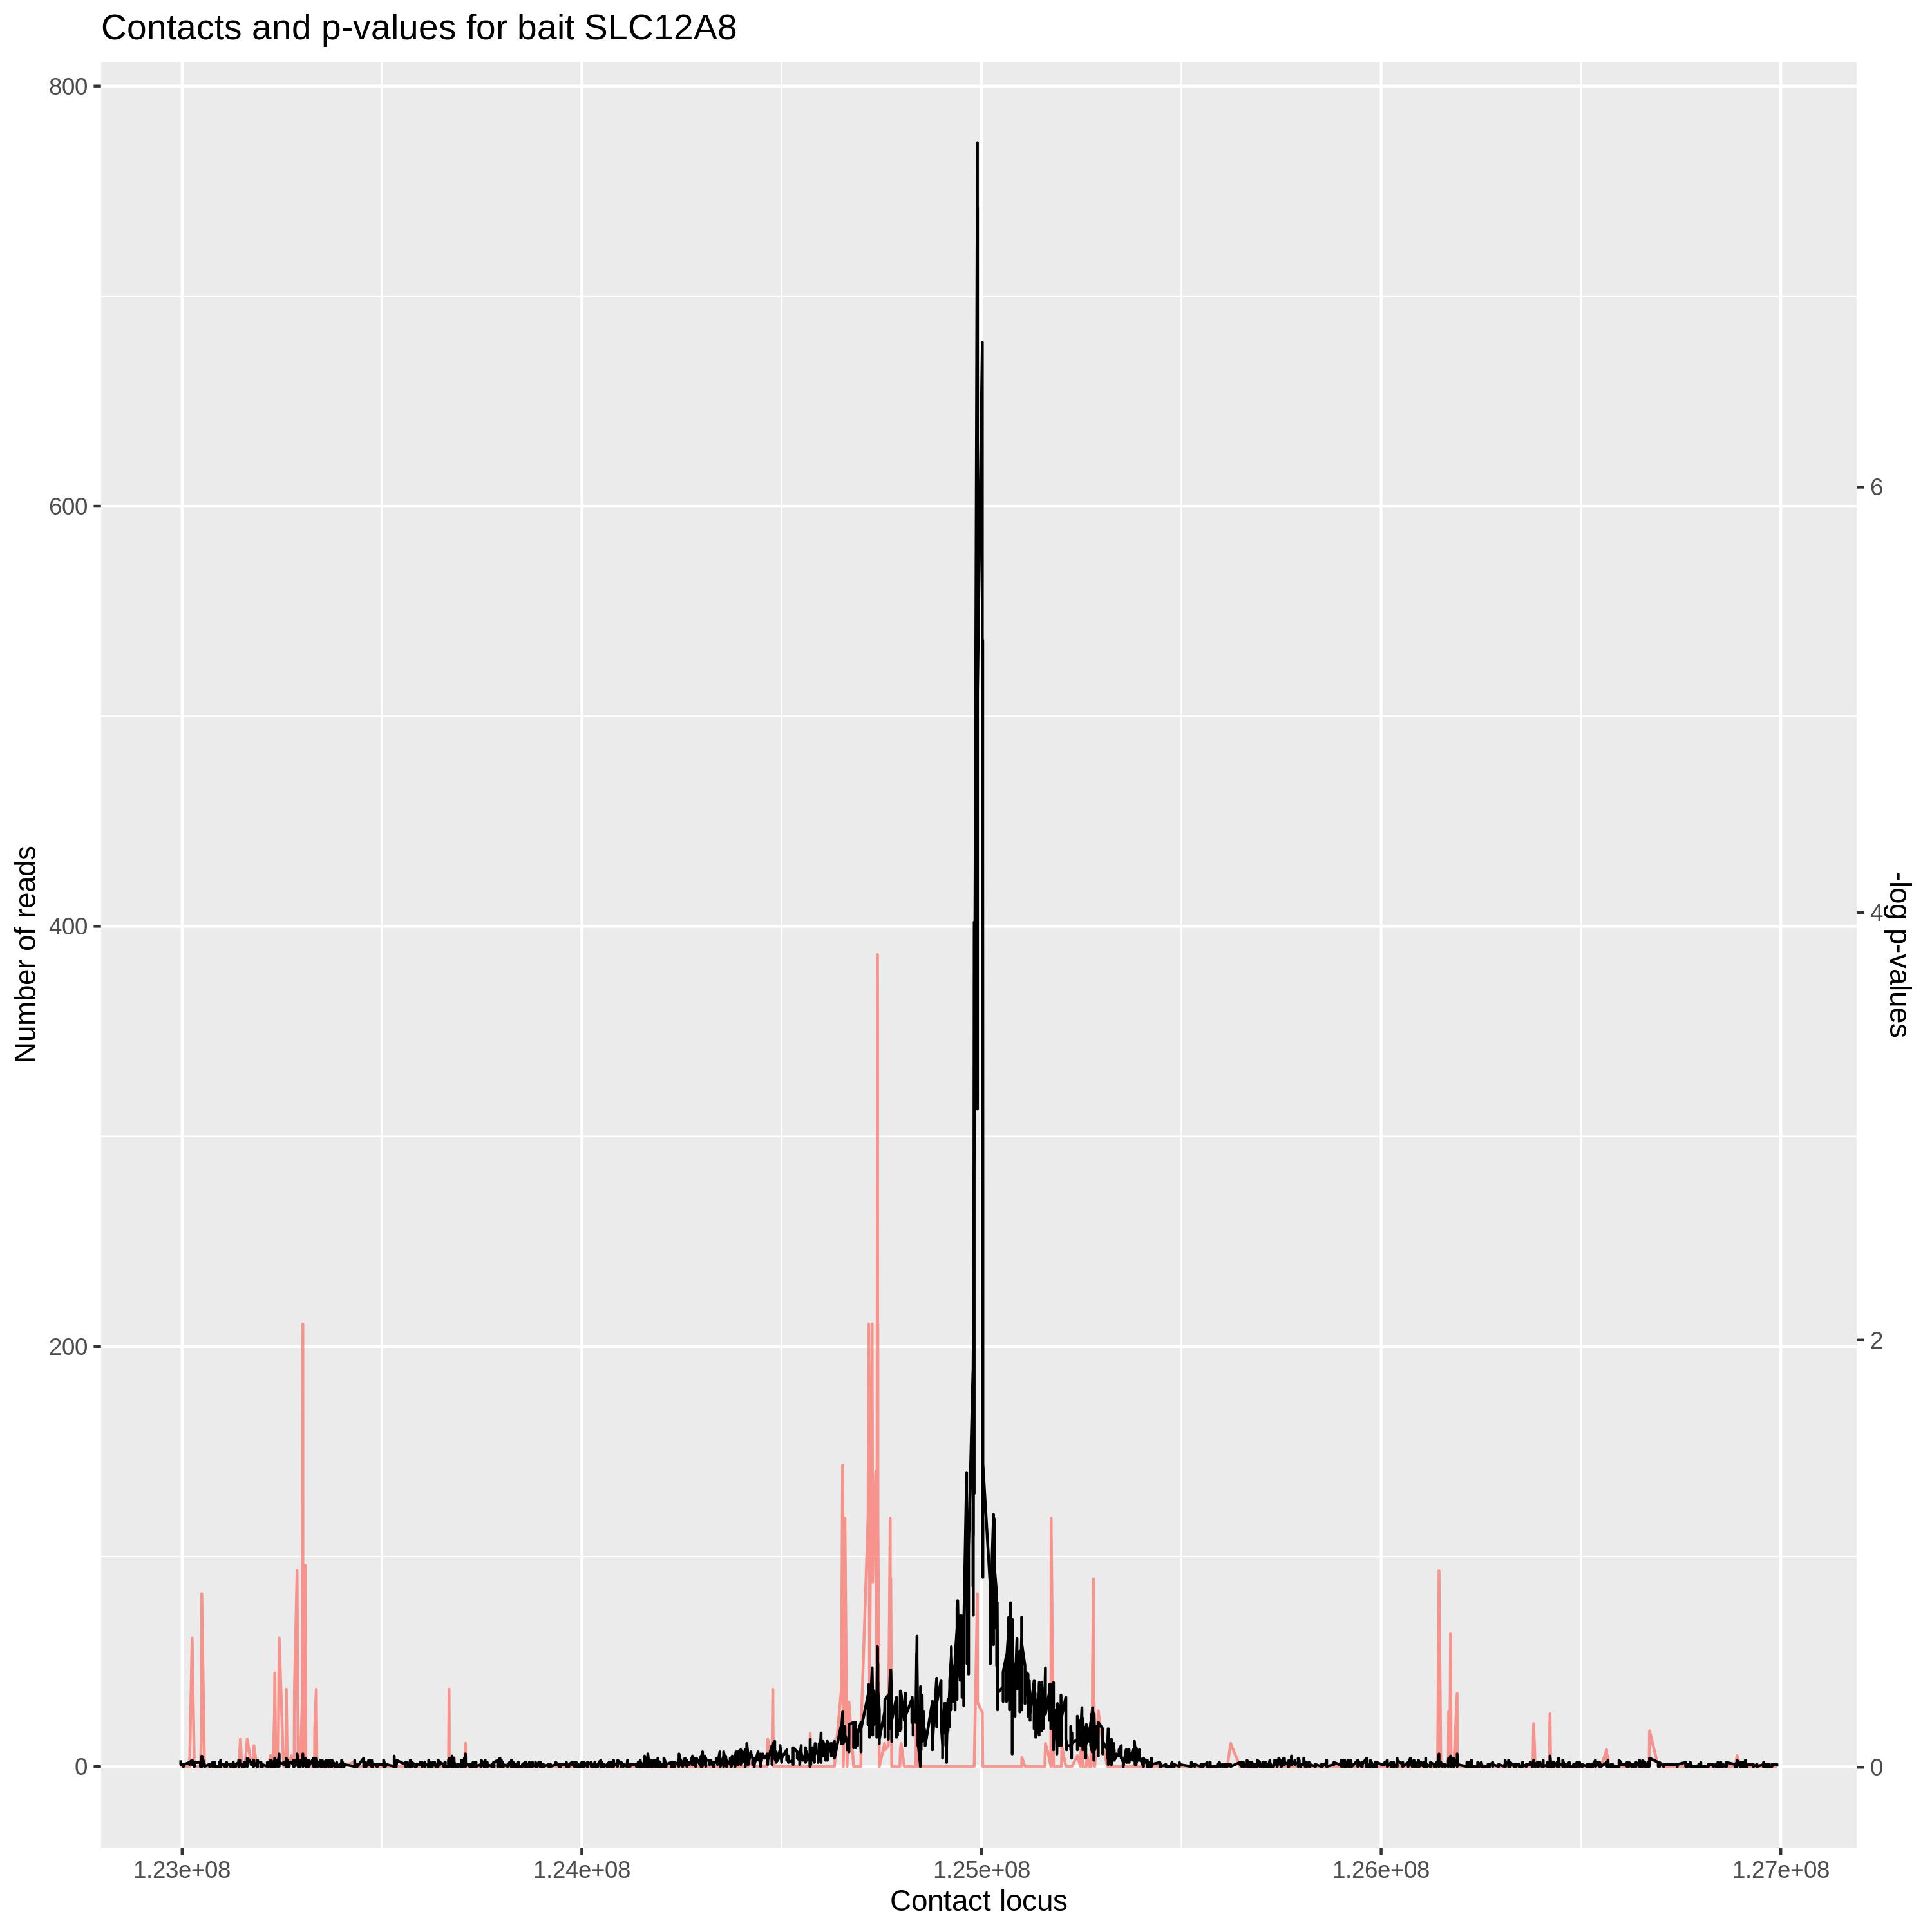 Contacts and p-values for bait SLC12A8
800
600
400
200
0
Number of reads
6
4
2
0
-log p-values
1.23e+08
1.24e+08
1.25e+08
1.26e+08
1.27e+08
Contact locus